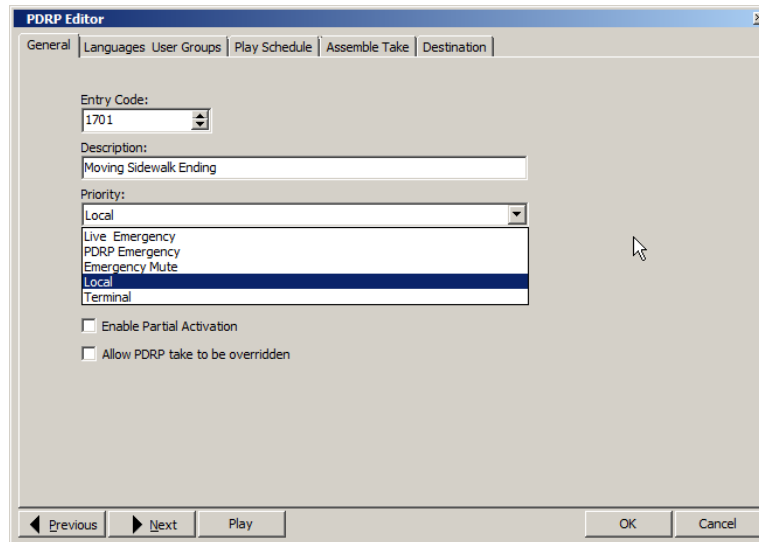 PDRP Editor
General Languages User Groups Play Schedule Assemble Take Destination
Entry Code:
1701
Description:
Moving Sidewalk Ending
Priority:
Local
Live Emergency
PDRP Emergency
Emergency Mute
Local
Terminal
Enable Partial Activation
Allow PDRP take to be overridden
Previous Next Play OK Cancel